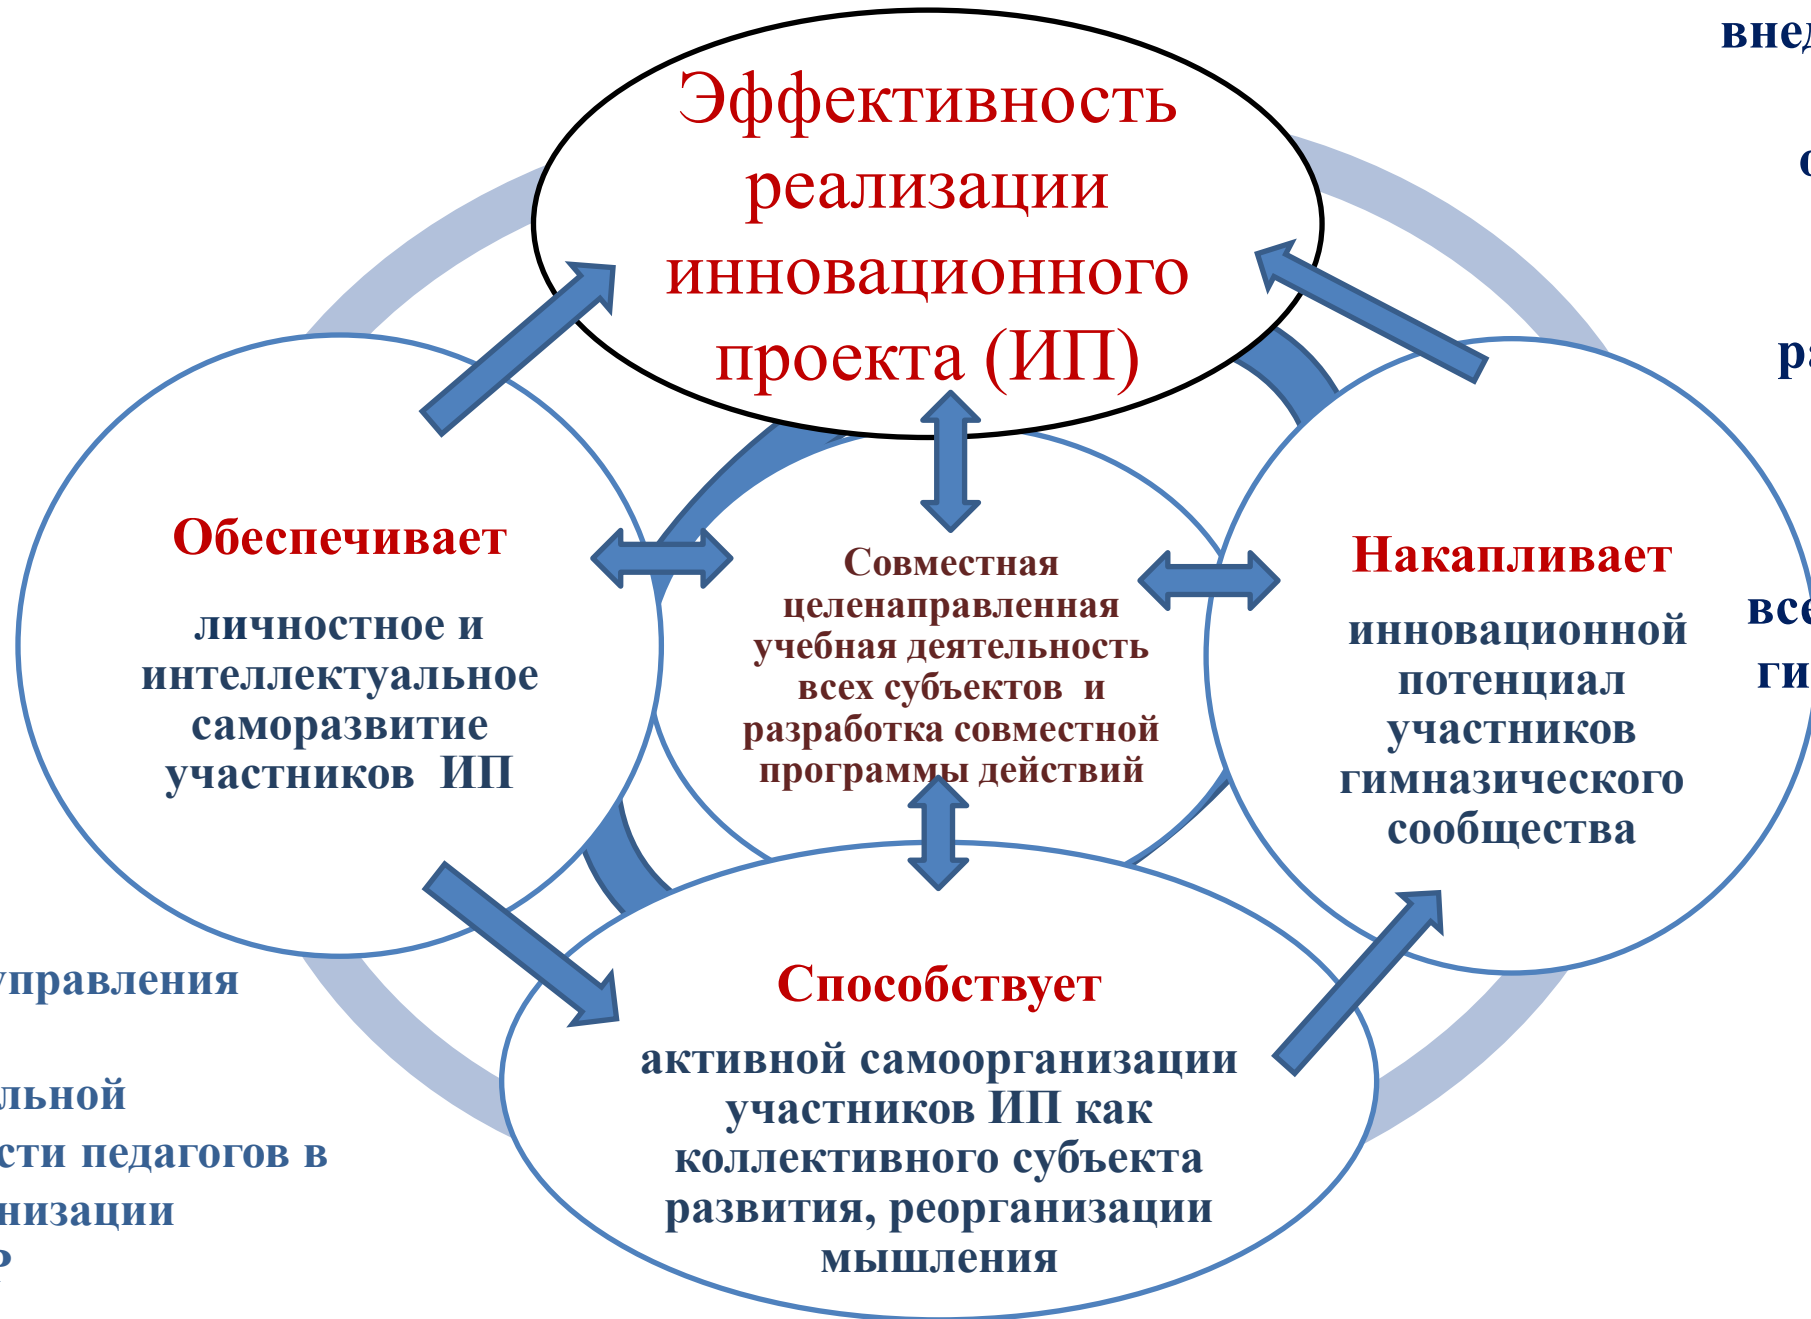 Эффективность
реализации
инновационного
проекта (ИП)
Обеспечивает
личностное и
интеллектуальное
саморазвитие
участников ИП
Совместная
целенаправленная
учебная деятельность
всех субъектов и
разработка совместной
программы действий
Накапливает
инновационной
потенциал
участников
гимназического
сообщества
Способствует
активной самоорганизации
участников ИП как
коллективного субъекта
развития, реорганизации
мышления
управления
педагогов в